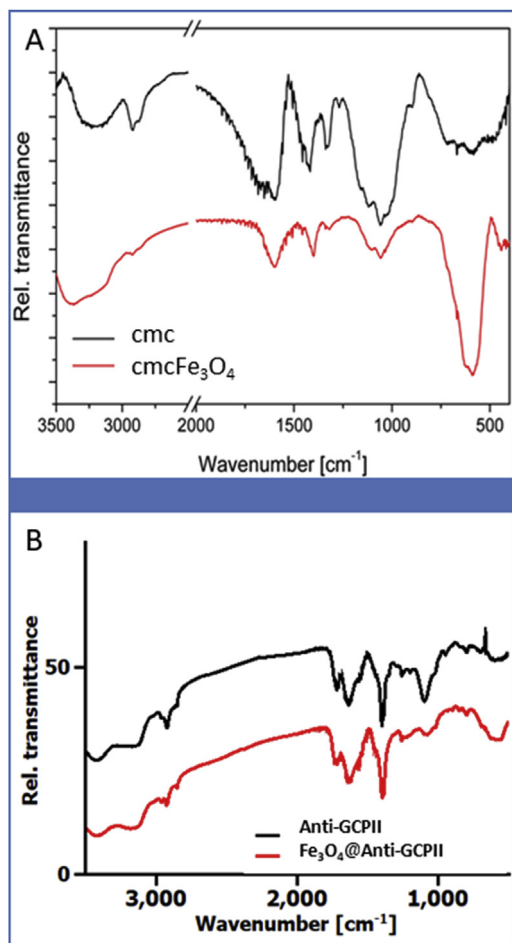 A
Rel. transmittance
cmc
cmcFe₃O₄
3500 3000 2000 1500 1000 500
Wavenumber [cm⁻¹]
B
Rel. transmittance
50
0
Anti-GCPII
Fe₃O₄@Anti-GCPII
3,000 2,000 1,000
Wavenumber [cm⁻¹]